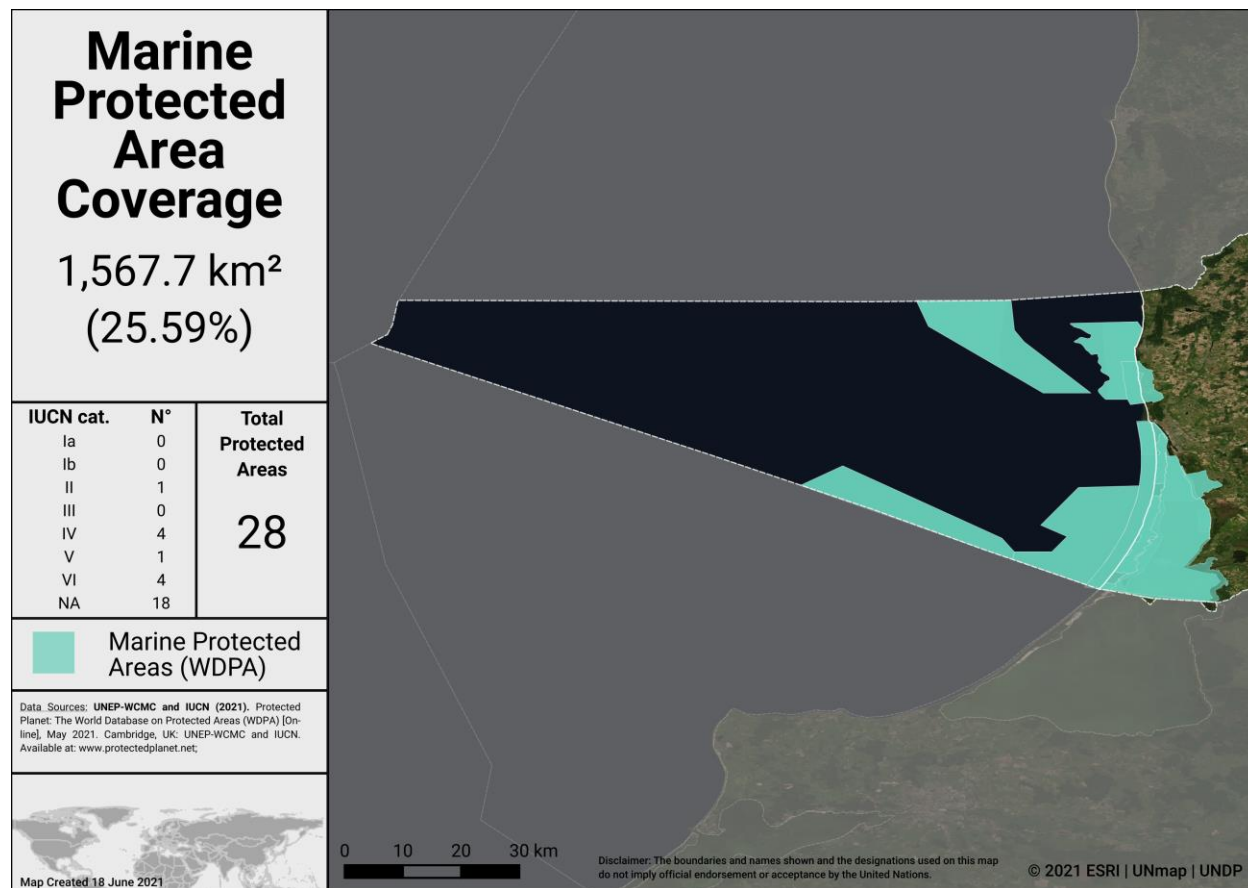 Marine
Protected
Area
Coverage
1,567.7 km²
(25.59%)
IUCN cat. N°
Ia 0
Ib 0
II 1
III 0
IV 4
V 1
VI 4
NA 18
Total
Protected
Areas
28
Marine Protected
Areas (WDPA)
Data Sources: UNEP-WCMC and IUCN (2021). Protected
Planet: The World Database on Protected Areas (WDPA) [On-
line], May 2021. Cambridge, UK: UNEP-WCMC and IUCN.
Available at: www.protectedplanet.net;
Map Created 18 June 2021
0 10 20 30 km
Disclaimer: The boundaries and names shown and the designations used on this map
do not imply official endorsement or acceptance by the United Nations.
© 2021 ESRI | UNmap | UNDP